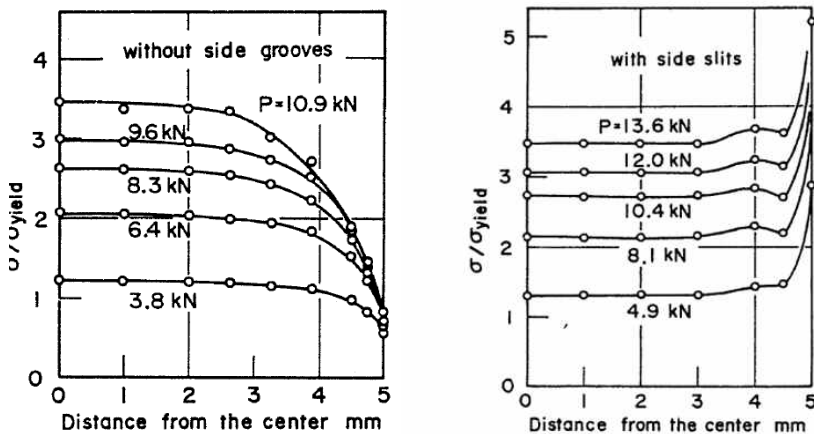 4
without side grooves
P=10.9 kN
3
9.6 kN
8.3 kN
2
6.4 kN
1
3.8 kN
0
0 1 2 3 4 5
Distance from the center mm
σ/σyield
5
with side slits
4
P=13.6 kN
3
12.0 kN
10.4 kN
2
8.1 kN
1
4.9 kN
0
0 1 2 3 4 5
Distance from the center mm
σ/σyield